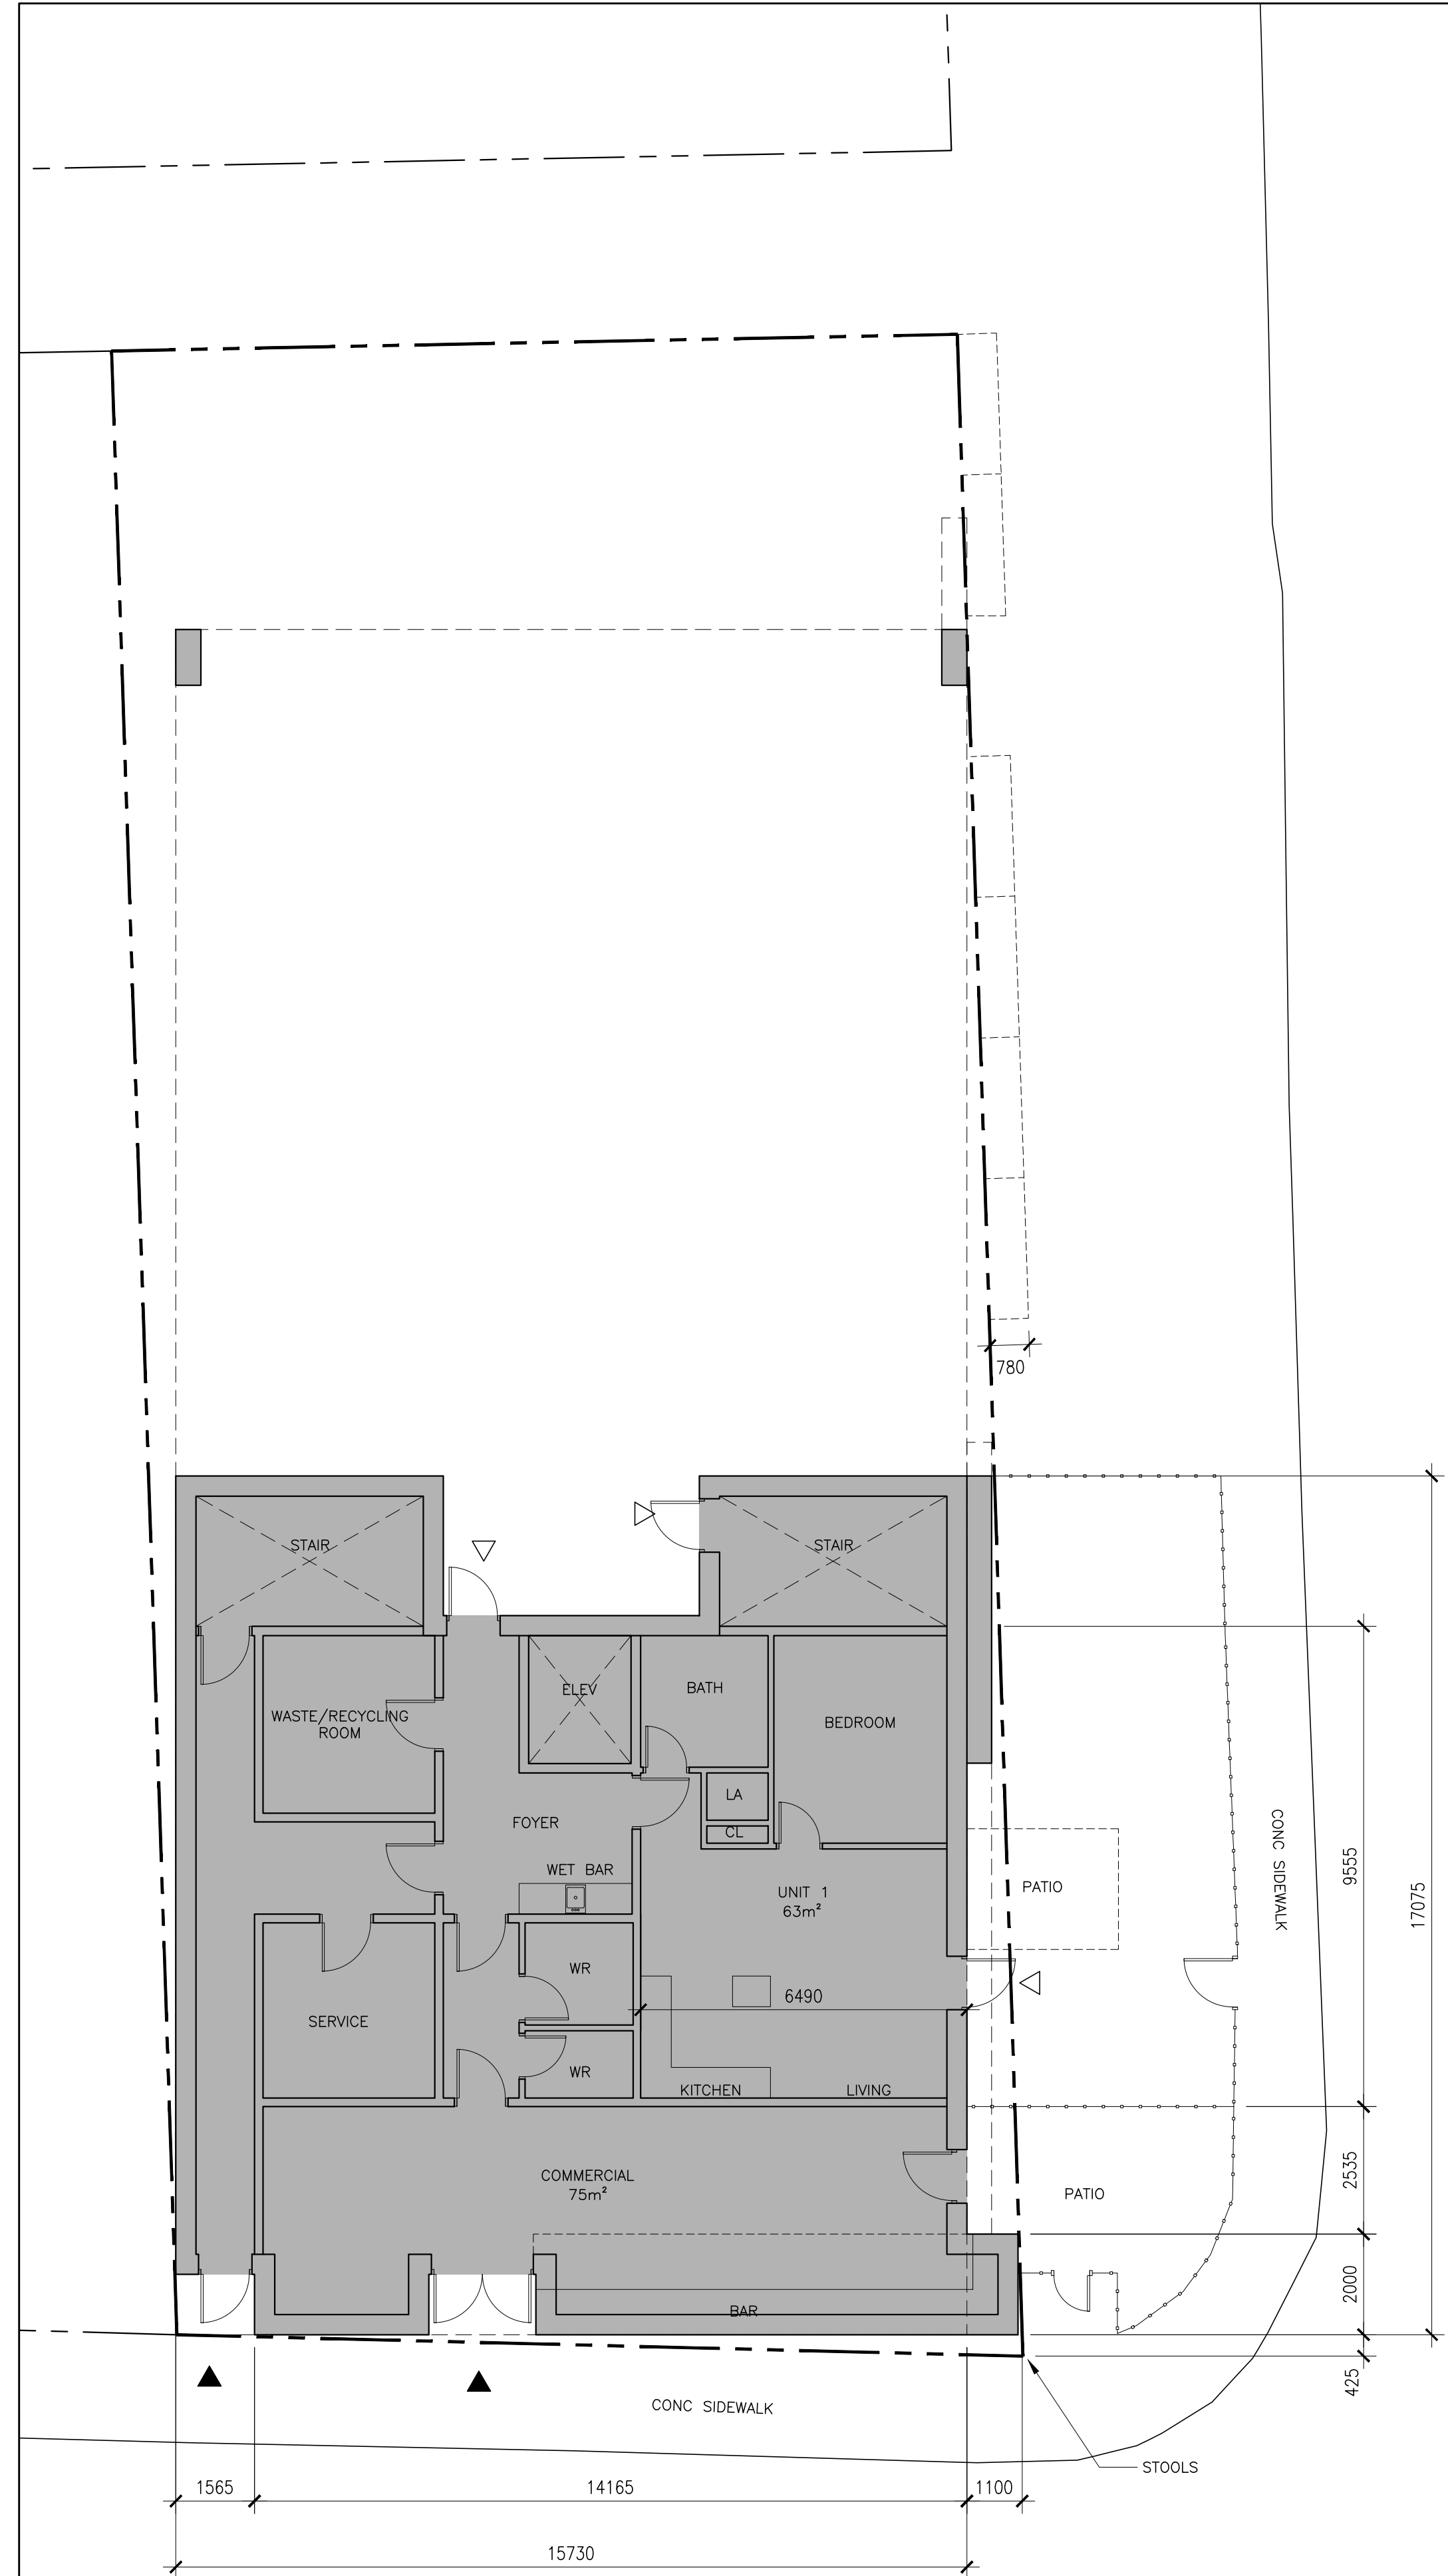 780
STAIR
STAIR
ELEV
BATH
WASTE/RECYCLING
ROOM
BEDROOM
LA
FOYER
CL
WET BAR
UNIT 1
63m²
PATIO
CONC SIDEWALK
9555
17075
WR
6490
SERVICE
WR
KITCHEN
LIVING
COMMERCIAL
75m²
PATIO
2535
2000
BAR
425
CONC SIDEWALK
STOOLS
1565
14165
1100
15730